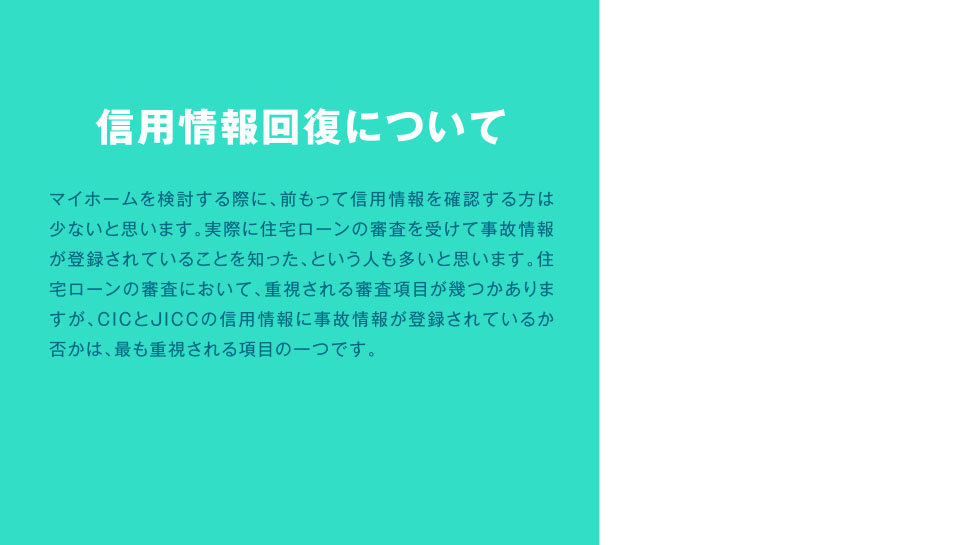 信用情報回復について
マイホームを検討する際に、前もって信用情報を確認する方は
少ないと思います。実際に住宅ローンの審査を受けて事故情報
が登録されていることを知った、という人も多いと思います。住
宅ローンの審査において、重視される審査項目が幾つかありま
すが、CICとJICCの信用情報に事故情報が登録されているか
否かは、最も重視される項目の一つです。